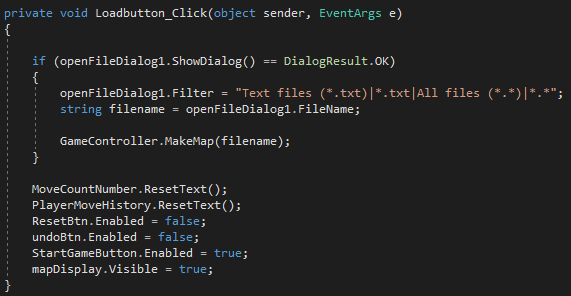 private void Loadbutton_Click(object sender, EventArgs e)
{
if (openFileDialog1.ShowDialog() == DialogResult.OK)
{
openFileDialog1.Filter = "Text files (*.txt)|*.txt|All files (*.*)|*.*";
string filename = openFileDialog1.FileName;
GameController.MakeMap(filename);
}
MoveCountNumber.ResetText();
PlayerMoveHistory.ResetText();
ResetBtn.Enabled = false;
undoBtn.Enabled = false;
StartGameButton.Enabled = true;
mapDisplay.Visible = true;
}